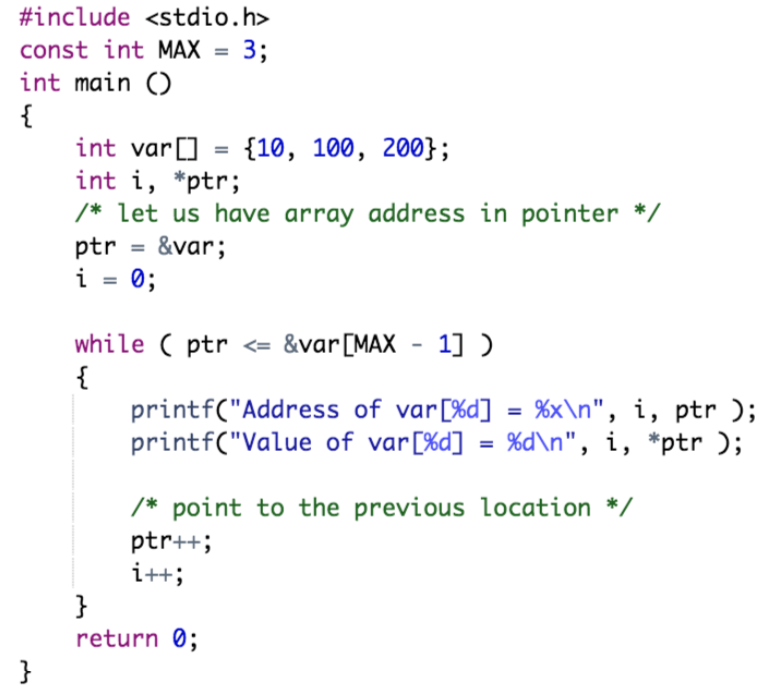 #include <stdio.h>
const int MAX = 3;
int main ()
{
    int var[] = {10, 100, 200};
    int i, *ptr;
    /* let us have array address in pointer */
    ptr = &var;
    i = 0;

    while ( ptr <= &var[MAX - 1] )
    {
        printf("Address of var[%d] = %x\n", i, ptr );
        printf("Value of var[%d] = %d\n", i, *ptr );

        /* point to the previous location */
        ptr++;
        i++;
    }
    return 0;
}